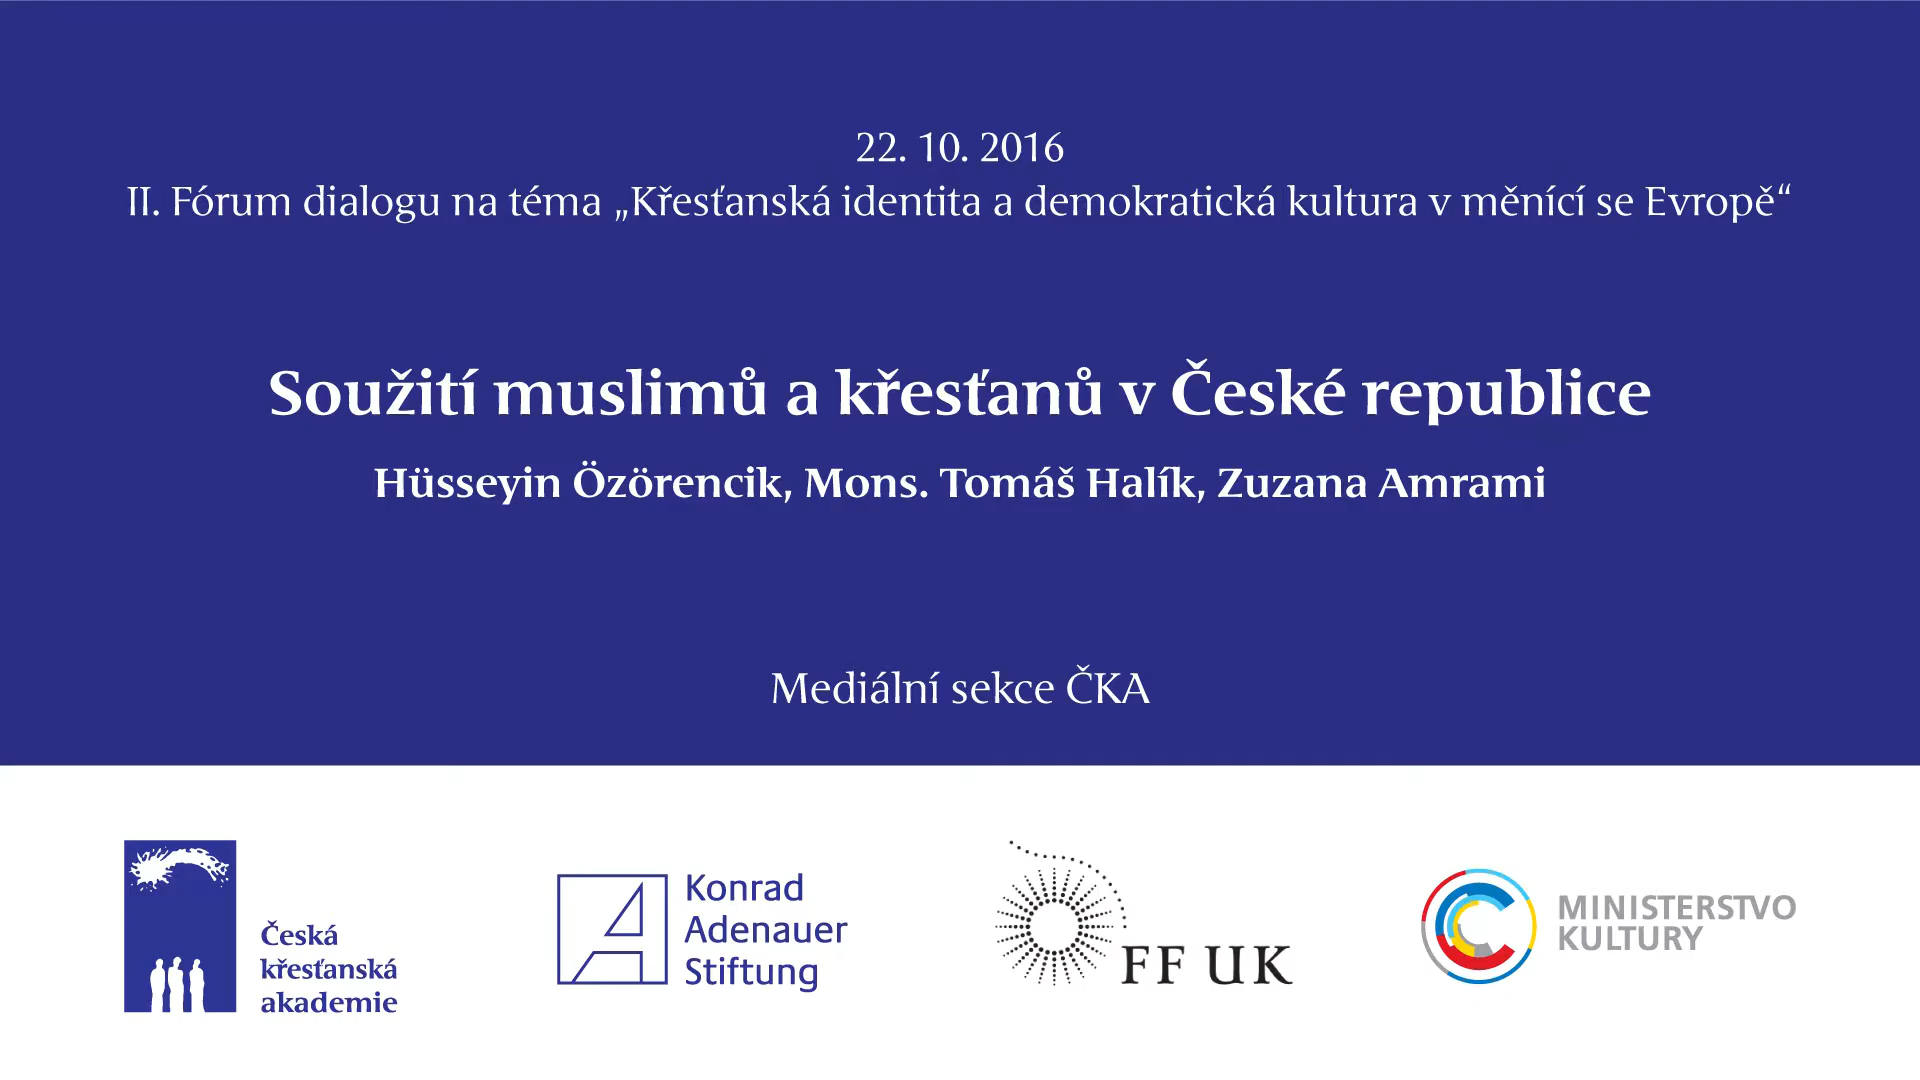 22. 10. 2016
II. Fórum dialogu na téma „Křesťanská identita a demokratická kultura v měnící se Evropě“
Soužití muslimů a křesťanů v České republice
Hüsseyin Özörencik, Mons. Tomáš Halík, Zuzana Amrami
Mediální sekce ČKA
Česká
křesťanská
akademie
Konrad
Adenauer
Stiftung
FF UK
MINISTERSTVO
KULTURY